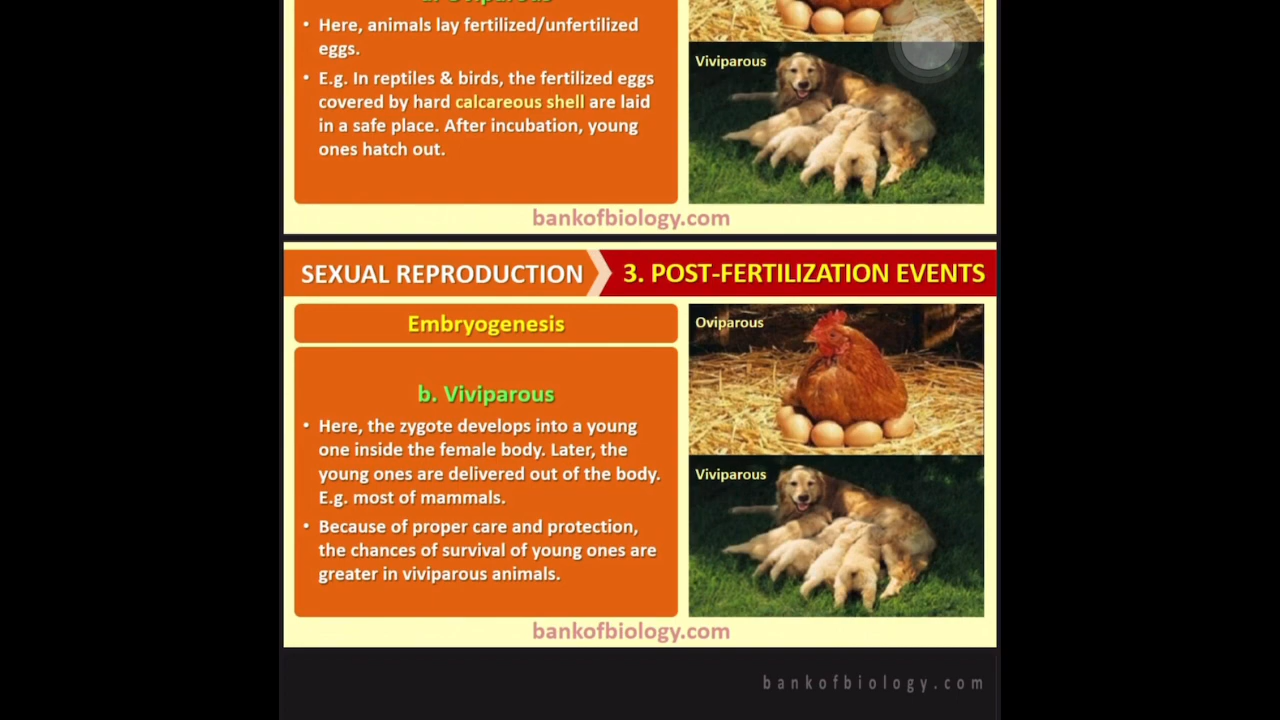 a. Oviparous
• Here, animals lay fertilized/unfertilized
eggs.
• E.g. In reptiles & birds, the fertilized eggs
covered by hard calcareous shell are laid
in a safe place. After incubation, young
ones hatch out.
Viviparous
bankofbiology.com
SEXUAL REPRODUCTION
3. POST-FERTILIZATION EVENTS
Embryogenesis
b. Viviparous
• Here, the zygote develops into a young
one inside the female body. Later, the
young ones are delivered out of the body.
E.g. most of mammals.
• Because of proper care and protection,
the chances of survival of young ones are
greater in viviparous animals.
Oviparous
Viviparous
bankofbiology.com
bankofbiology.com